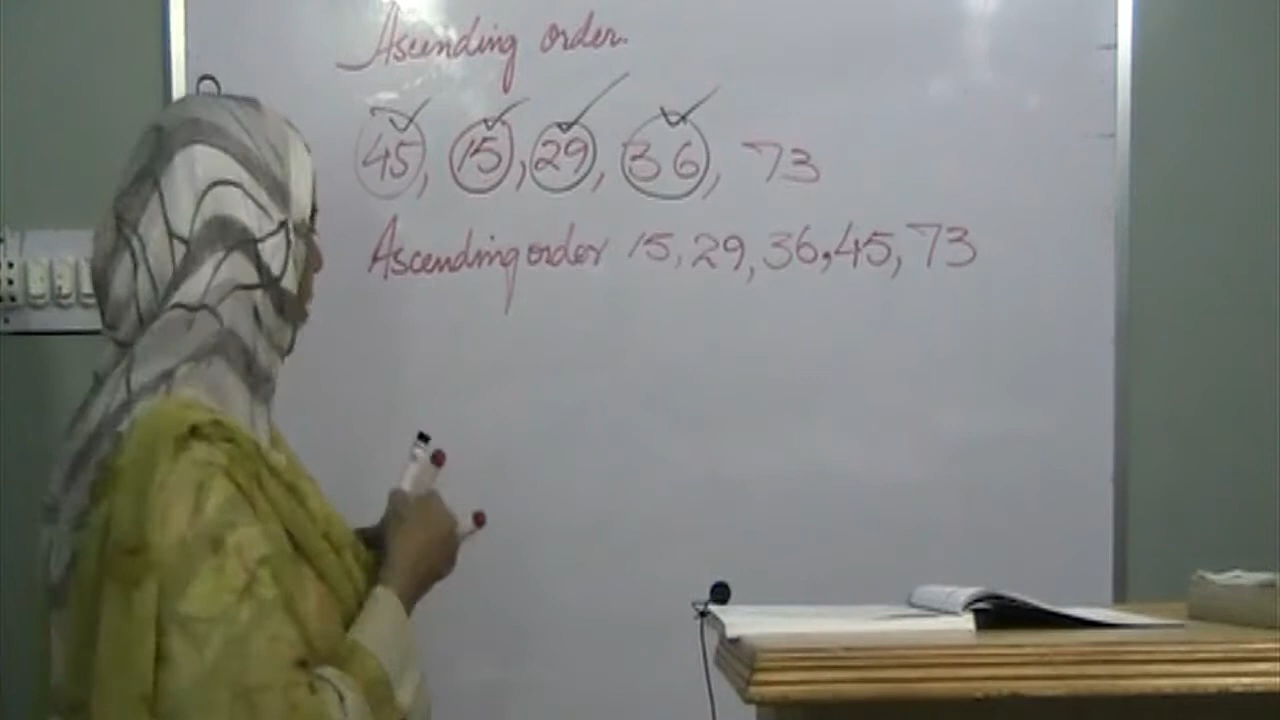 Ascending order.
45, 15, 29, 36, 73
Ascending order 15, 29, 36, 45, 73